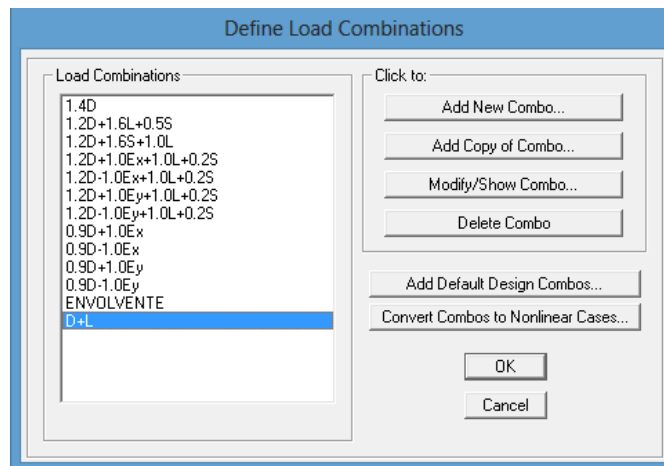 Define Load Combinations
Load Combinations
1.4D
1.2D+1.6L+0.5S
1.2D+1.6S+1.0L
1.2D+1.0Ex+1.0L+0.2S
1.2D-1.0Ex+1.0L+0.2S
1.2D+1.0Ey+1.0L+0.2S
1.2D-1.0Ey+1.0L+0.2S
0.9D+1.0Ex
0.9D-1.0Ex
0.9D+1.0Ey
0.9D-1.0Ey
ENVOLVENTE
D+L
Click to:
Add New Combo...
Add Copy of Combo...
Modify/Show Combo...
Delete Combo
Add Default Design Combos...
Convert Combos to Nonlinear Cases...
OK
Cancel